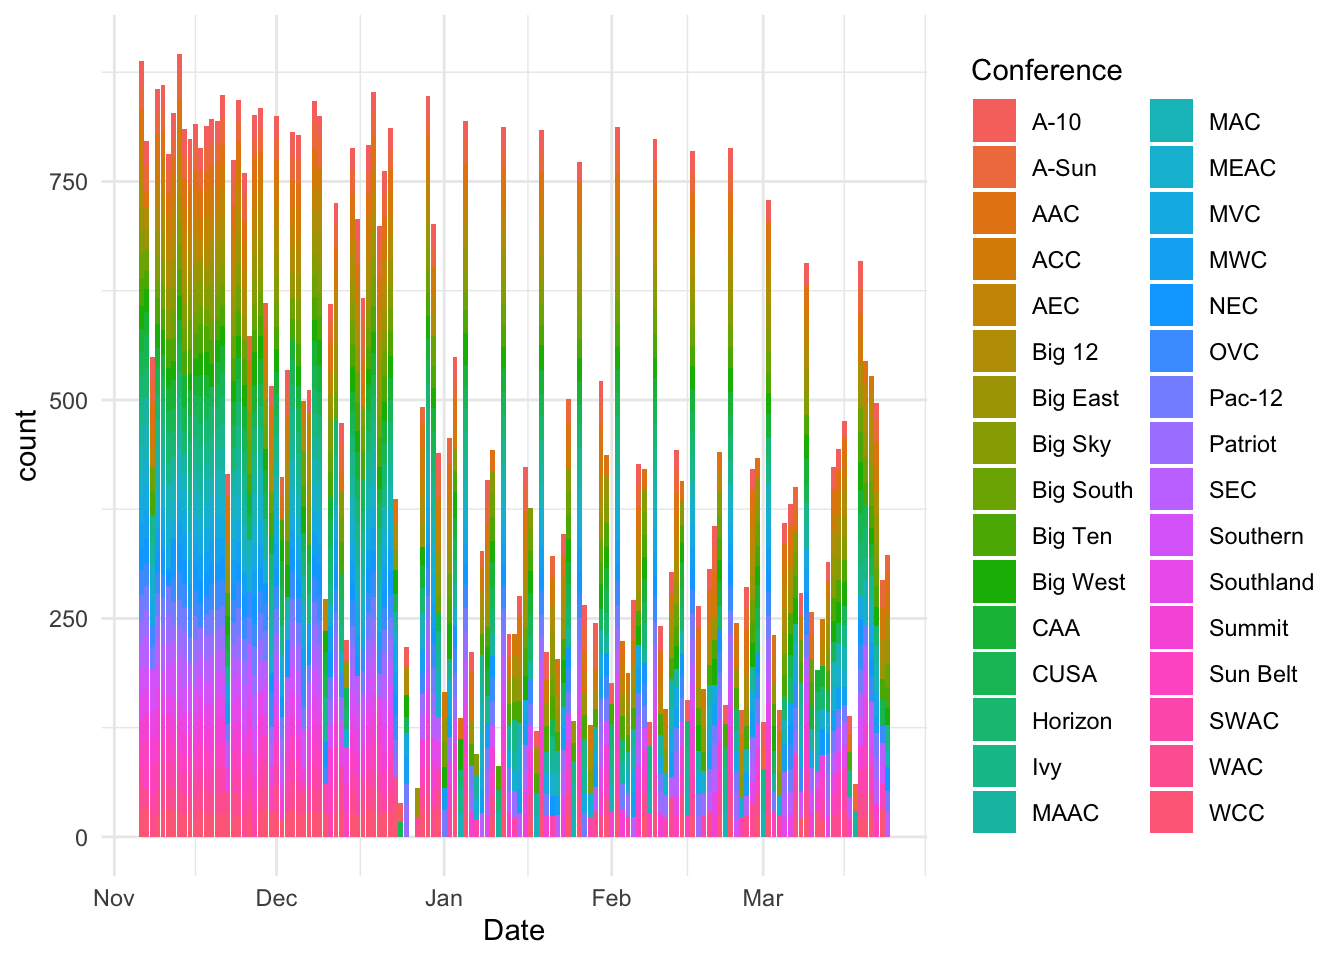 Conference
A-10
A-Sun
AAC
ACC
AEC
Big 12
Big East
Big Sky
Big South
Big Ten
Big West
CAA
CUSA
Horizon
Ivy
MAAC
MAC
MEAC
MVC
MWC
NEC
OVC
Pac-12
Patriot
SEC
Southern
Southland
Summit
Sun Belt
SWAC
WAC
WCC
count
750
500
250
0
Nov Dec Jan Feb Mar
Date